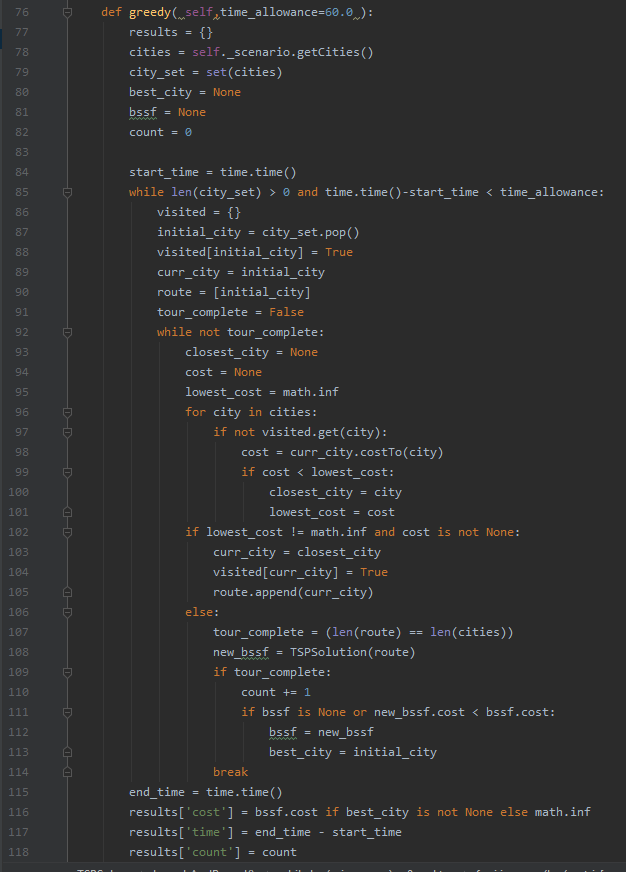 76 def greedy( self,time_allowance=60.0 ):
77 results = {}
78 cities = self._scenario.getCities()
79 city_set = set(cities)
80 best_city = None
81 bssf = None
82 count = 0
83
84 start_time = time.time()
85 while len(city_set) > 0 and time.time()-start_time < time_allowance:
86 visited = {}
87 initial_city = city_set.pop()
88 visited[initial_city] = True
89 curr_city = initial_city
90 route = [initial_city]
91 tour_complete = False
92 while not tour_complete:
93 closest_city = None
94 cost = None
95 lowest_cost = math.inf
96 for city in cities:
97 if not visited.get(city):
98 cost = curr_city.costTo(city)
99 if cost < lowest_cost:
100 closest_city = city
101 lowest_cost = cost
102 if lowest_cost != math.inf and cost is not None:
103 curr_city = closest_city
104 visited[curr_city] = True
105 route.append(curr_city)
106 else:
107 tour_complete = (len(route) == len(cities))
108 new_bssf = TSPSolution(route)
109 if tour_complete:
110 count += 1
111 if bssf is None or new_bssf.cost < bssf.cost:
112 bssf = new_bssf
113 best_city = initial_city
114 break
115 end_time = time.time()
116 results['cost'] = bssf.cost if best_city is not None else math.inf
117 results['time'] = end_time - start_time
118 results['count'] = count